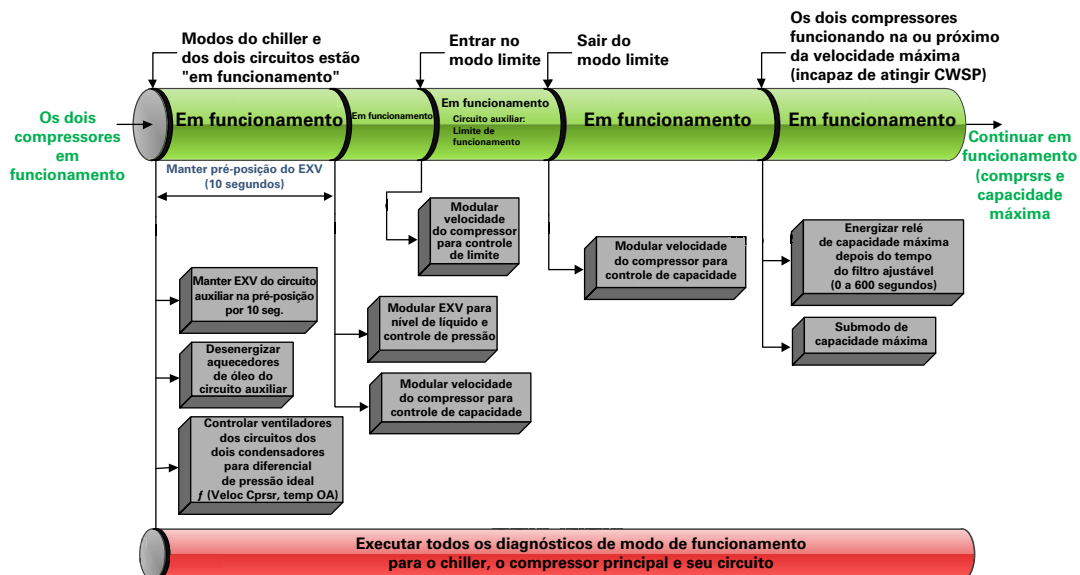 Modos do chiller e
dos dois circuitos estão
"em funcionamento"
Entrar no
modo limite
Sair do
modo limite
Os dois compressores
funcionando na ou próximo
da velocidade máxima
(incapaz de atingir CWSP)
Os dois
compressores
em
funcionamento
Em funcionamento
Em funcionamento
Em funcionamento
Circuito auxiliar:
Limite de
funcionamento
Em funcionamento
Em funcionamento
Continuar em
funcionamento
(comprsrs e
capacidade
máxima
Manter pré-posição do EXV
(10 segundos)
Modular
velocidade
do compressor
para controle
de limite
Modular velocidade
do compressor para
controle de capacidade
Energizar relé
de capacidade máxima
depois do tempo
do filtro ajustável
(0 a 600 segundos)
Manter EXV do circuito
auxiliar na pré-posição
por 10 seg.
Modular EXV para
nível de líquido e
controle de pressão
Submodo de
capacidade máxima
Desenergizar
aquecedores
de óleo do
circuito auxiliar
Modular velocidade
do compressor para
controle de capacidade
Controlar ventiladores
dos circuitos dos
dois condensadores
para diferencial
de pressão ideal
ƒ (Veloc Cprsr, temp OA)
Executar todos os diagnósticos de modo de funcionamento
para o chiller, o compressor principal e seu circuito